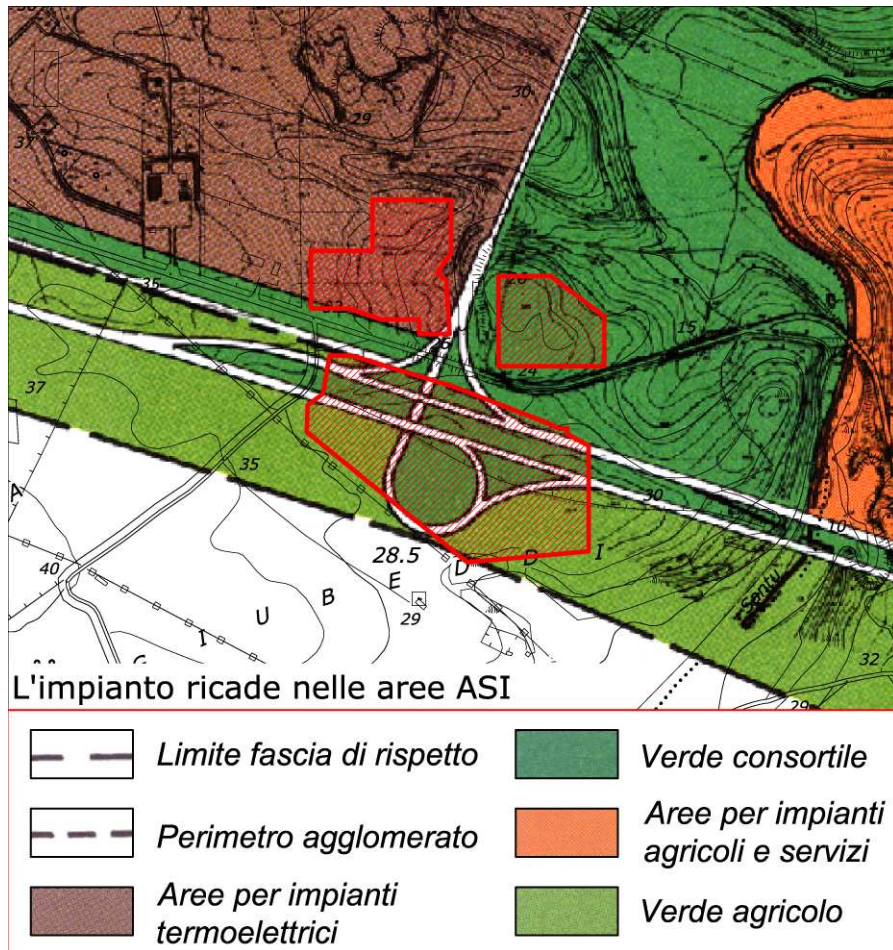 30
29
37
35
15
37
35
30
10
28.5
D D I
40
U B E
I
29
Sentu
32
29
L'impianto ricade nelle aree ASI
Limite fascia di rispetto
Verde consortile
Perimetro agglomerato
Aree per impianti
agricoli e servizi
Aree per impianti
termoelettrici
Verde agricolo